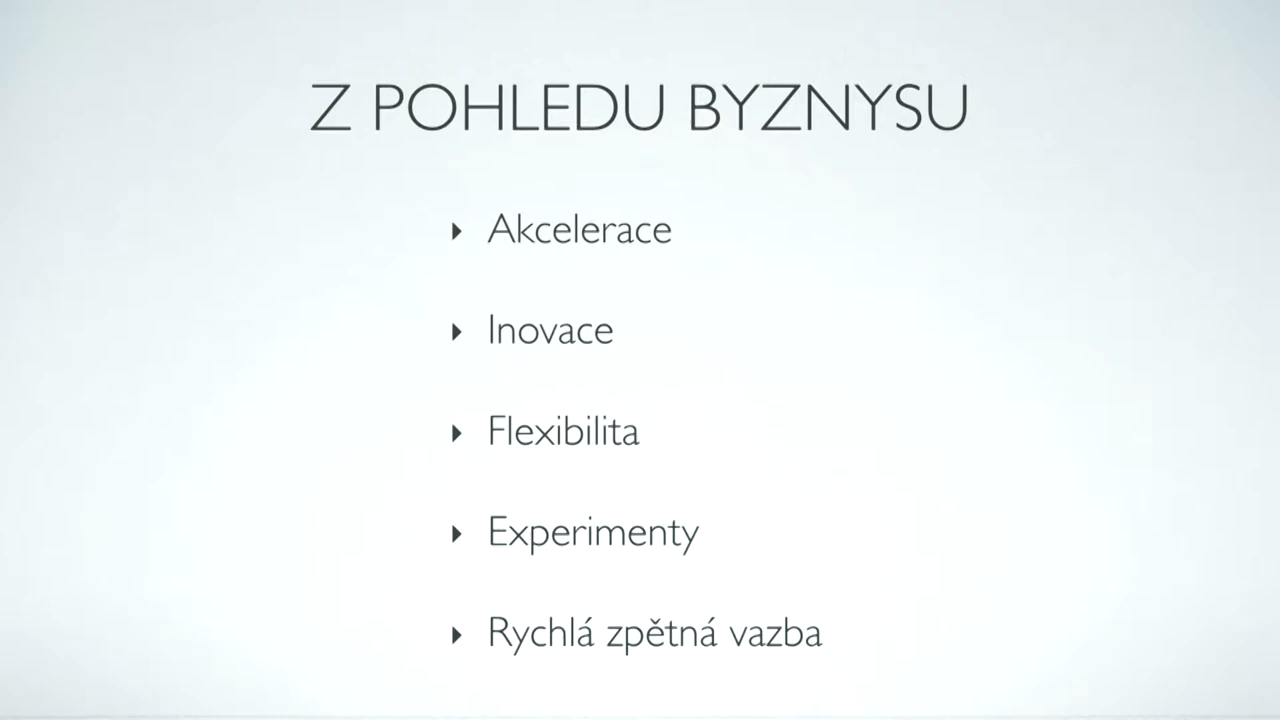 Z POHLEDU BYZNYSU
‣ Akcelerace
‣ Inovace
‣ Flexibilita
‣ Experimenty
‣ Rychlá zpětná vazba